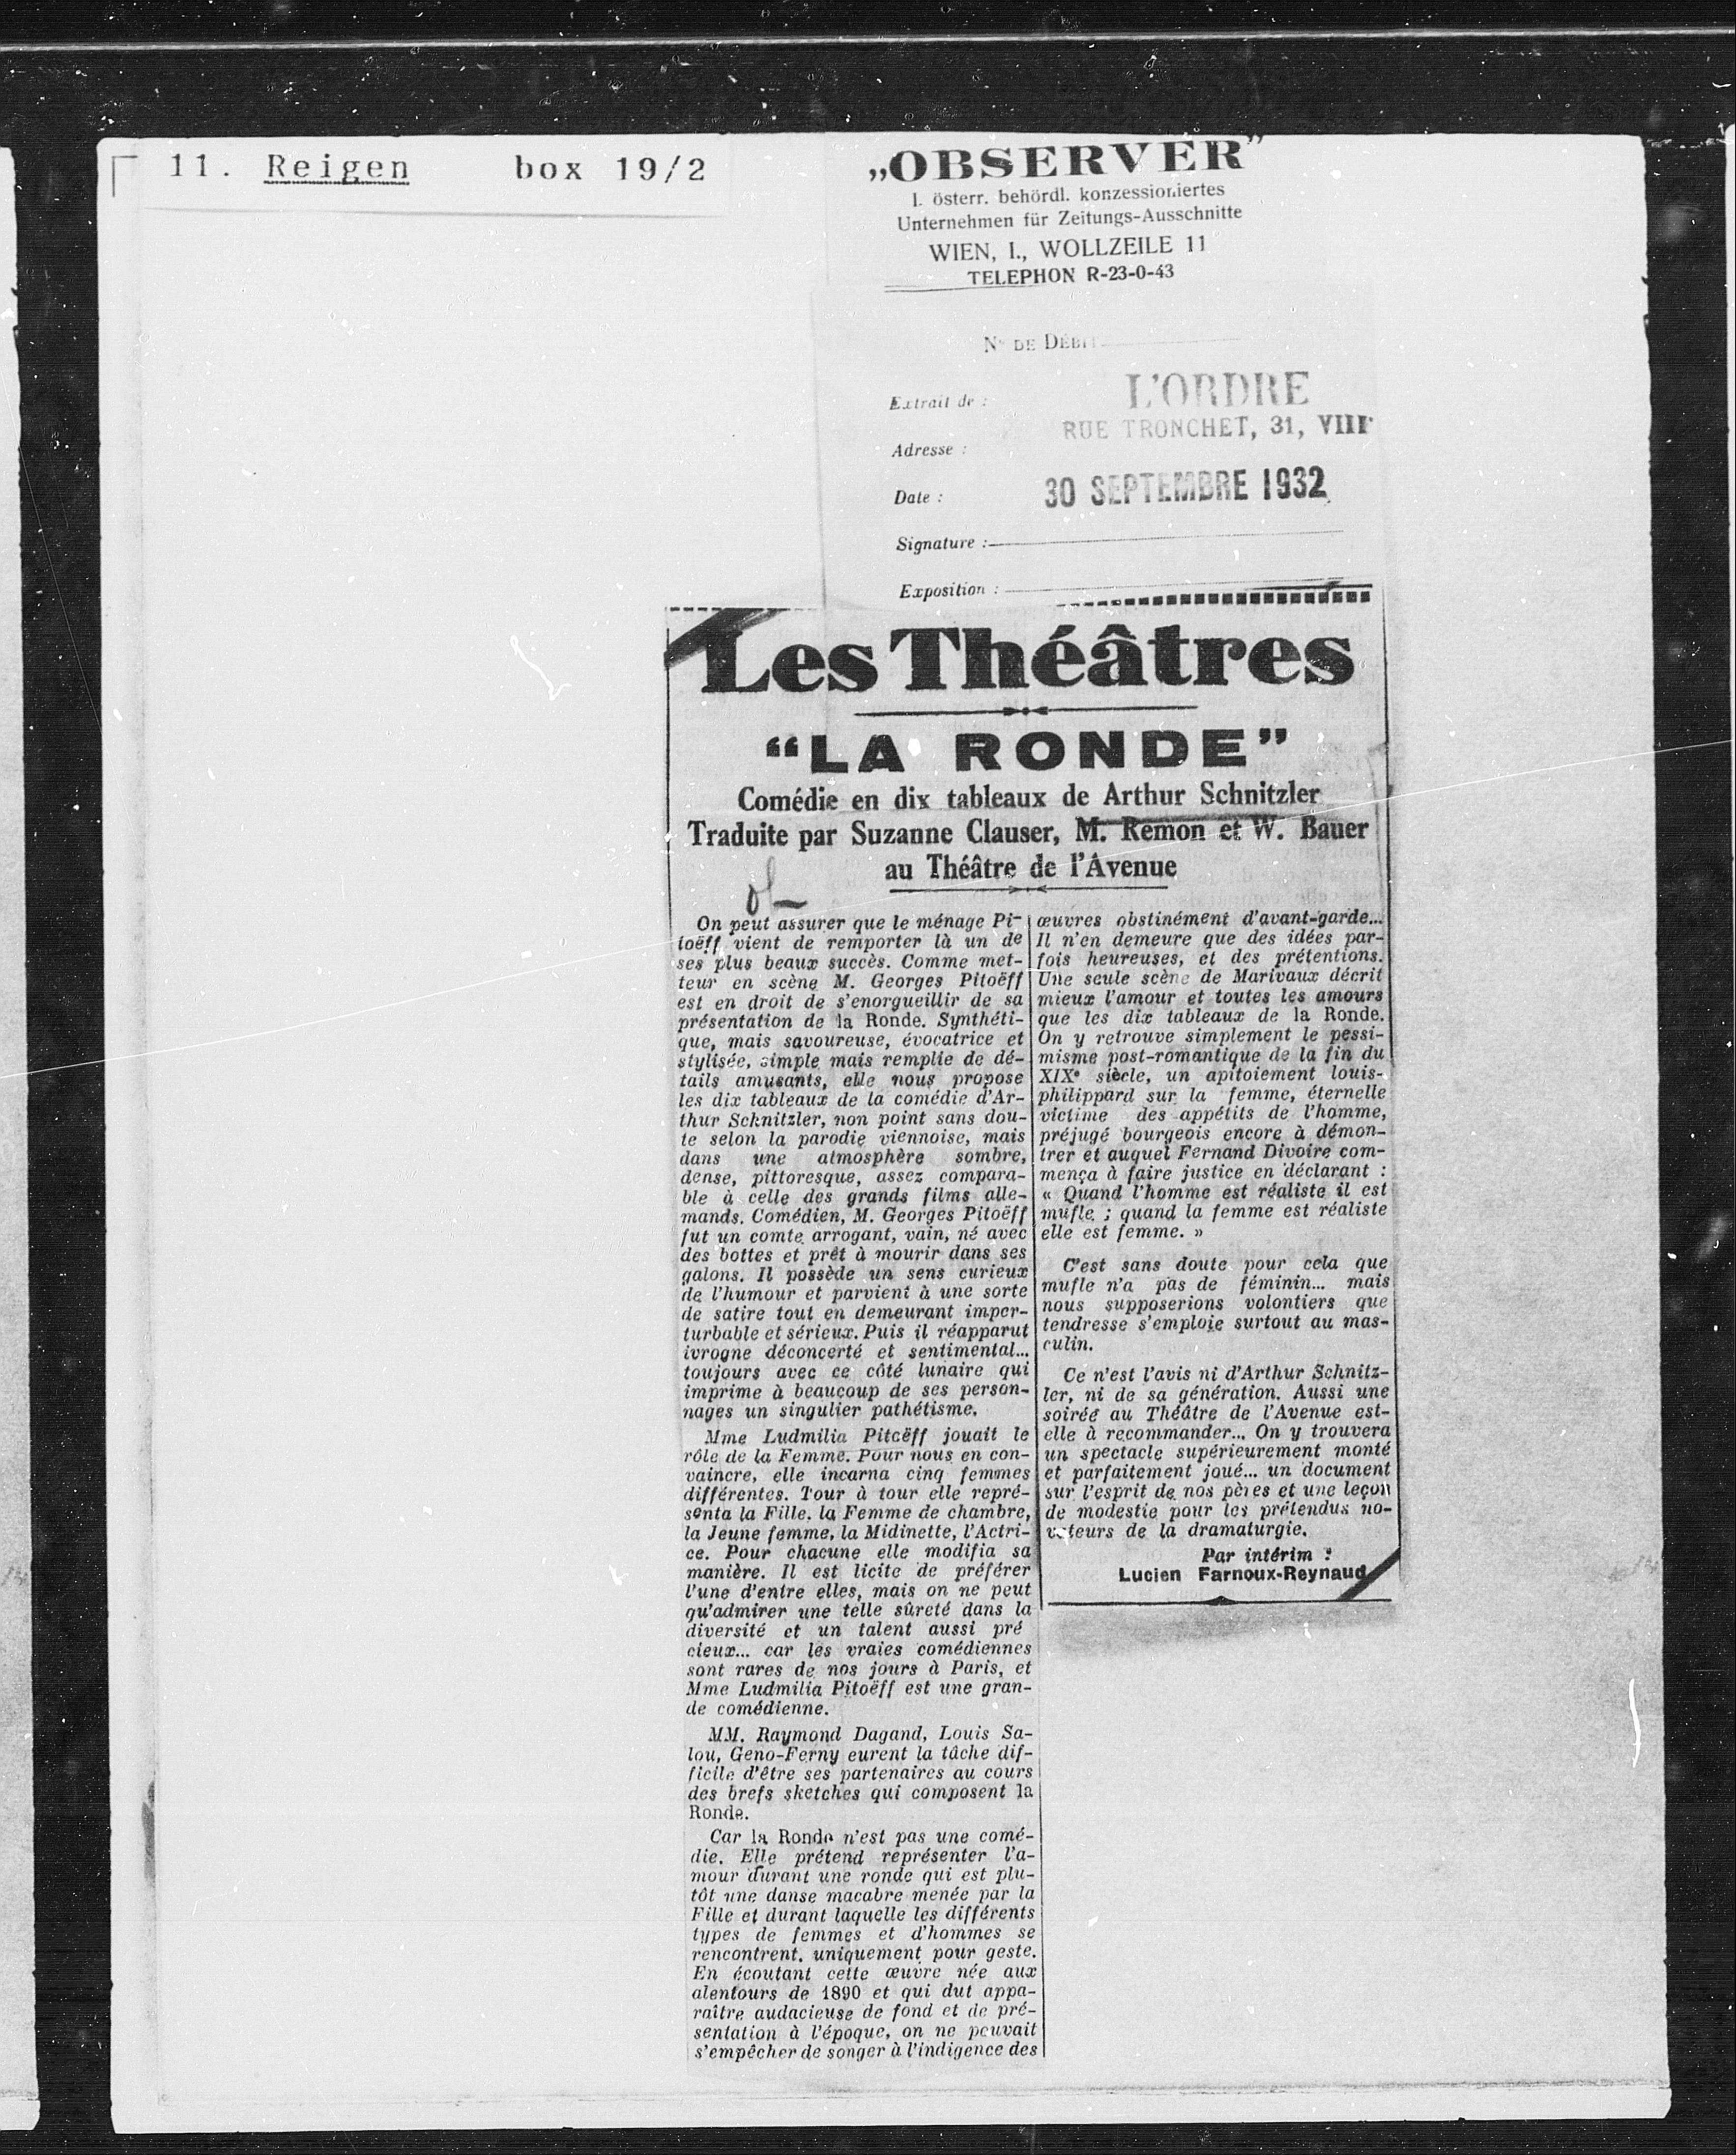 11. Reigen box 19/2
„OBSERVER”
I. österr. behördl. konzessioniertes
Unternehmen für Zeitungs-Ausschnitte
WIEN, I., WOLLZEILE 11
TELEPHON R-23-0-43
N° DE DÉBIT
Extrait de : L'ORDRE
RUE TRONCHET, 31, VIIIᵉ
Adresse :
Date : 30 SEPTEMBRE 1932
Signature :
Exposition :
Les Théâtres
“LA RONDE”
Comédie en dix tableaux de Arthur Schnitzler
Traduite par Suzanne Clauser, M. Remon et W. Bauer
au Théâtre de l'Avenue
On peut assurer que le ménage Pi-
toëff vient de remporter là un de
ses plus beaux succès. Comme met-
teur en scène M. Georges Pitoëff
est en droit de s'enorgueillir de sa
présentation de la Ronde. Synthéti-
que, mais savoureuse, évocatrice et
stylisée, simple mais remplie de dé-
tails amusants, elle nous propose
les dix tableaux de la comédie d'Ar-
thur Schnitzler, non point sans dou-
te selon la parodie viennoise, mais
dans une atmosphère sombre,
dense, pittoresque, assez compara-
ble à celle des grands films alle-
mands. Comédien, M. Georges Pitoëff
fut un comte arrogant, vain, né avec
des bottes et prêt à mourir dans ses
galons. Il possède un sens curieux
de l'humour et parvient à une sorte
de satire tout en demeurant imper-
turbable et sérieux. Puis il réapparut
ivrogne déconcerté et sentimental...
toujours avec ce côté lunaire qui
imprime à beaucoup de ses person-
nages un singulier pathétisme.
Mme Ludmilia Pitoëff jouait le
rôle de la Femme. Pour nous en con-
vaincre, elle incarna cinq femmes
différentes. Tour à tour elle repré-
senta la Fille, la Femme de chambre,
la Jeune femme, la Midinette, l'Actri-
ce. Pour chacune elle modifia sa
manière. Il est licite de préférer
l'une d'entre elles, mais on ne peut
qu'admirer une telle sûreté dans la
diversité et un talent aussi pré
cieux... car les vraies comédiennes
sont rares de nos jours à Paris, et
Mme Ludmilia Pitoëff est une gran-
de comédienne.
MM. Raymond Dagand, Louis Sa-
lou, Geno-Ferny eurent la tâche dif-
ficile d'être ses partenaires au cours
des brefs sketches qui composent la
Ronde.
Car la Ronde n'est pas une comé-
die. Elle prétend représenter l'a-
mour durant une ronde qui est plu-
tôt une danse macabre menée par la
Fille et durant laquelle les différents
types de femmes et d'hommes se
rencontrent, uniquement pour geste.
En écoutant cette œuvre née aux
alentours de 1890 et qui dut appa-
raître audacieuse de fond et de pré-
sentation à l'époque, on ne pouvait
s'empêcher de songer à l'indigence des
œuvres obstinément d'avant-garde...
Il n'en demeure que des idées par-
fois heureuses, et des prétentions.
Une seule scène de Marivaux décrit
mieux l'amour et toutes les amours
que les dix tableaux de la Ronde.
On y retrouve simplement le pessi-
misme post-romantique de la fin du
XIXᵉ siècle, un apitoiement louis-
philippard sur la femme, éternelle
victime des appétits de l'homme,
préjugé bourgeois encore à démon-
trer et auquel Fernand Divoire com-
mença à faire justice en déclarant :
« Quand l'homme est réaliste il est
mufle ; quand la femme est réaliste
elle est femme. »
C'est sans doute pour cela que
mufle n'a pas de féminin... mais
nous supposerions volontiers que
tendresse s'emploie surtout au mas-
culin.
Ce n'est l'avis ni d'Arthur Schnitz-
ler, ni de sa génération. Aussi une
soirée au Théâtre de l'Avenue est-
elle à recommander... On y trouvera
un spectacle supérieurement monté
et parfaitement joué... un document
sur l'esprit de nos pères et une leçon
de modestie pour les prétendus no-
vateurs de la dramaturgie.
Par intérim :
Lucien Farnoux-Reynaud